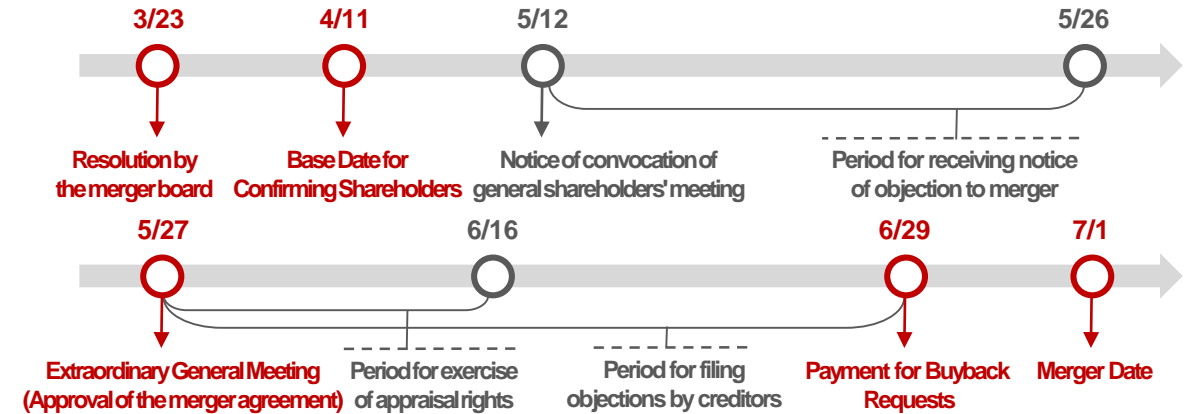 3/23
4/11
5/12
5/26
Resolution by
the merger board
Base Date for
Confirming Shareholders
Notice of convocation of
general shareholders' meeting
Period for receiving notice
of objection to merger
5/27
6/16
6/29
7/1
Extraordinary General Meeting
(Approval of the merger agreement)
Period for exercise
of appraisal rights
Period for filing
objections by creditors
Payment for Buyback
Requests
Merger Date